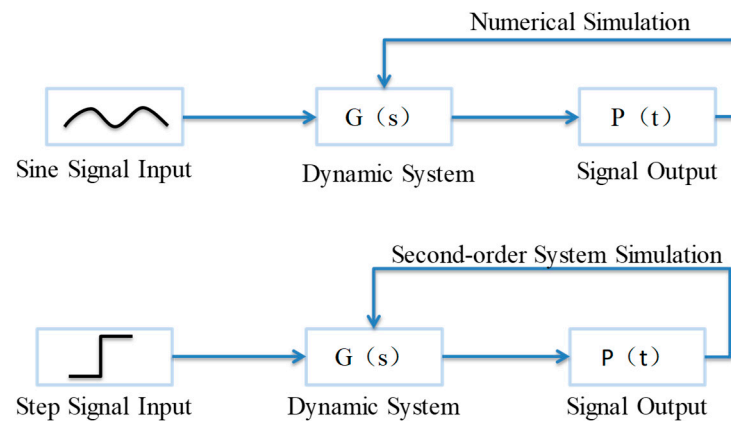 Numerical Simulation
G（s） P（t）
Sine Signal Input Dynamic System Signal Output
Second-order System Simulation
G（s） P（t）
Step Signal Input Dynamic System Signal Output